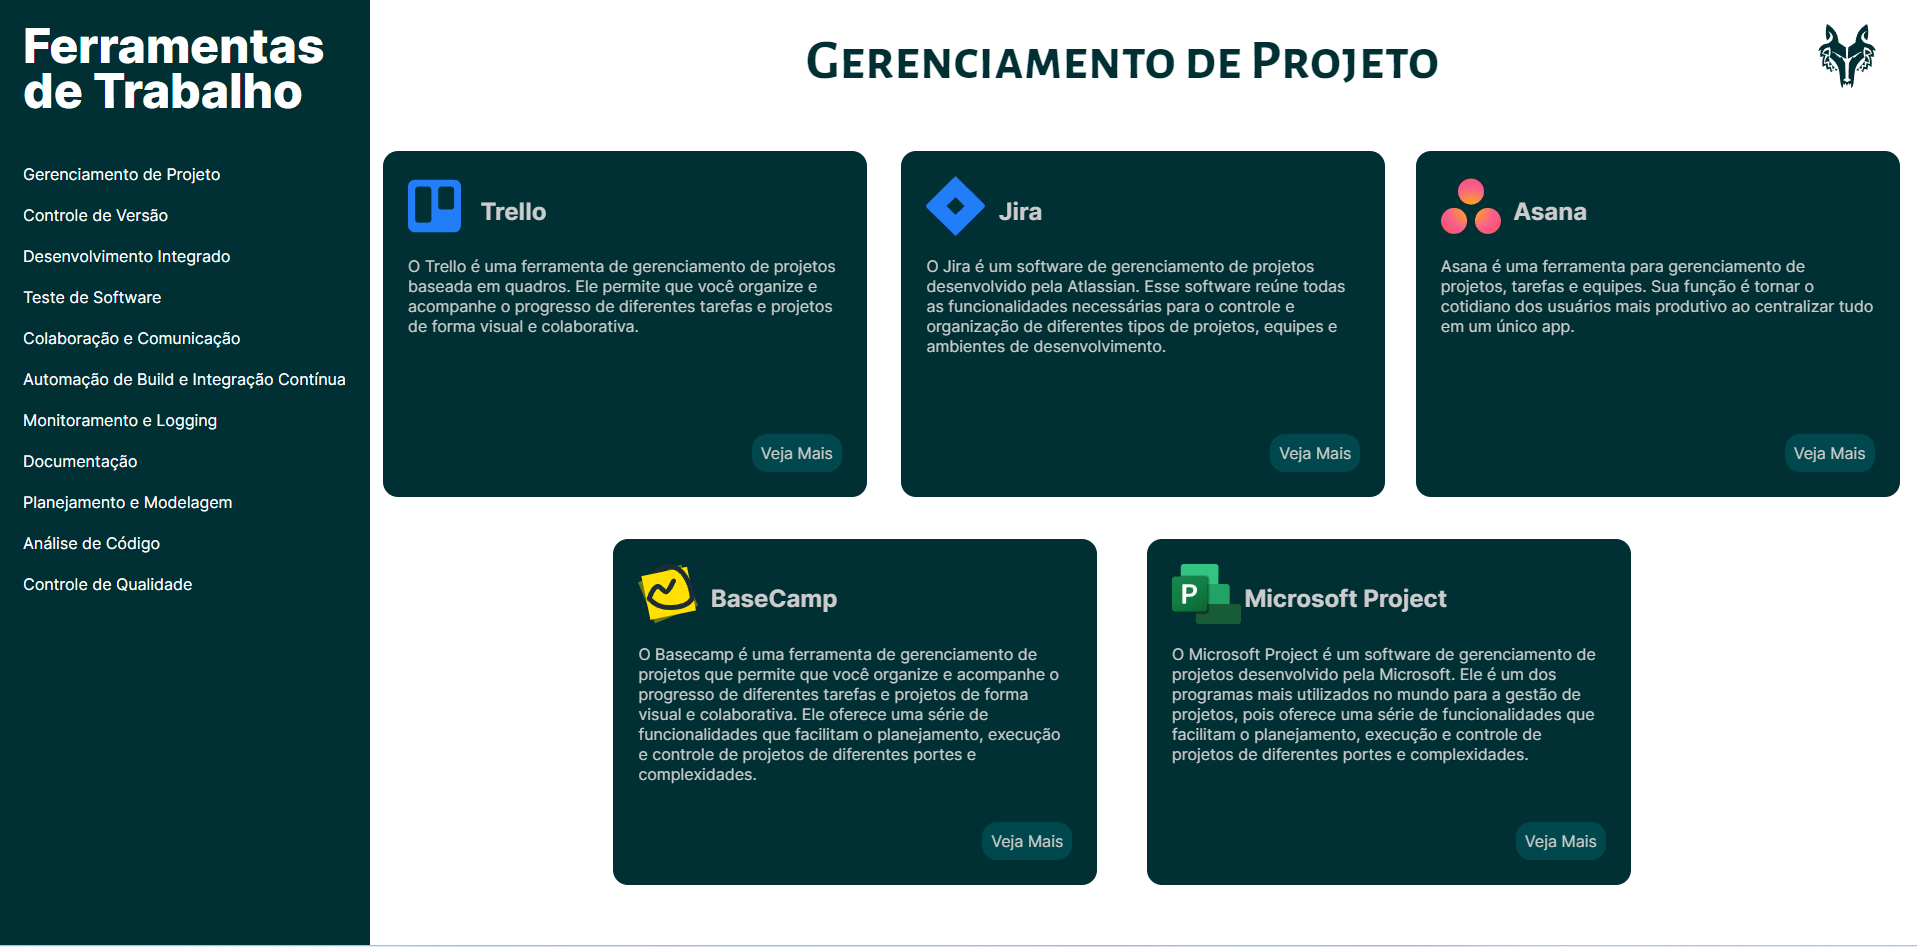 Ferramentas
de Trabalho
Gerenciamento de Projeto
Controle de Versão
Desenvolvimento Integrado
Teste de Software
Colaboração e Comunicação
Automação de Build e Integração Contínua
Monitoramento e Logging
Documentação
Planejamento e Modelagem
Análise de Código
Controle de Qualidade
Gerenciamento de Projeto
Trello
O Trello é uma ferramenta de gerenciamento de projetos
baseada em quadros. Ele permite que você organize e
acompanhe o progresso de diferentes tarefas e projetos
de forma visual e colaborativa.
Veja Mais
Jira
O Jira é um software de gerenciamento de projetos
desenvolvido pela Atlassian. Esse software reúne todas
as funcionalidades necessárias para o controle e
organização de diferentes tipos de projetos, equipes e
ambientes de desenvolvimento.
Veja Mais
Asana
Asana é uma ferramenta para gerenciamento de
projetos, tarefas e equipes. Sua função é tornar o
cotidiano dos usuários mais produtivo ao centralizar tudo
em um único app.
Veja Mais
BaseCamp
O Basecamp é uma ferramenta de gerenciamento de
projetos que permite que você organize e acompanhe o
progresso de diferentes tarefas e projetos de forma
visual e colaborativa. Ele oferece uma série de
funcionalidades que facilitam o planejamento, execução
e controle de projetos de diferentes portes e
complexidades.
Veja Mais
P
Microsoft Project
O Microsoft Project é um software de gerenciamento de
projetos desenvolvido pela Microsoft. Ele é um dos
programas mais utilizados no mundo para a gestão de
projetos, pois oferece uma série de funcionalidades que
facilitam o planejamento, execução e controle de
projetos de diferentes portes e complexidades.
Veja Mais